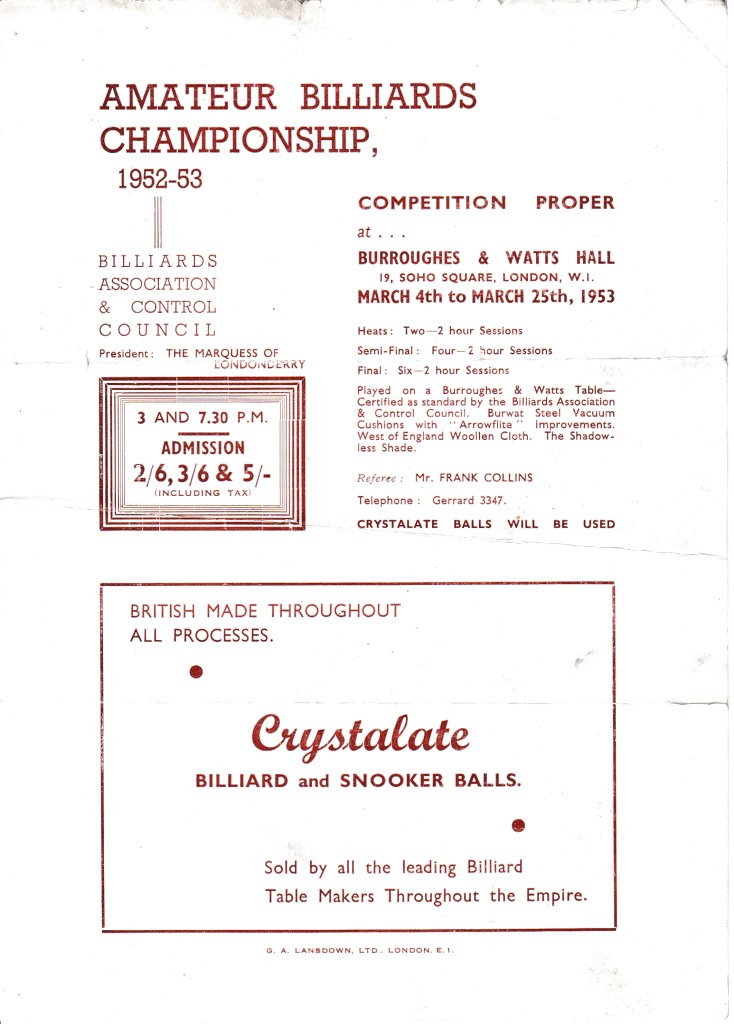 AMATEUR BILLIARDS
CHAMPIONSHIP,
1952-53
BILLIARDS
ASSOCIATION
& CONTROL
COUNCIL
President: THE MARQUESS OF
LONDONDERRY
3 AND 7.30 P.M.
ADMISSION
2/6, 3/6 & 5/-
(INCLUDING TAX)
COMPETITION PROPER
at . . .
BURROUGHES & WATTS HALL
19, SOHO SQUARE, LONDON, W.1.
MARCH 4th to MARCH 25th, 1953
Heats: Two—2 hour Sessions
Semi-Final: Four—2 hour Sessions
Final: Six—2 hour Sessions
Played on a Burroughes & Watts Table—
Certified as standard by the Billiards Association
& Control Council. Burwat Steel Vacuum
Cushions with "Arrowflite" Improvements.
West of England Woollen Cloth. The Shadow-
less Shade.
Referee: Mr. FRANK COLLINS
Telephone: Gerrard 3347.
CRYSTALATE BALLS WILL BE USED
BRITISH MADE THROUGHOUT
ALL PROCESSES.
Crystalate
BILLIARD and SNOOKER BALLS.
Sold by all the leading Billiard
Table Makers Throughout the Empire.
G. A. LANSDOWN, LTD., LONDON, E.1.